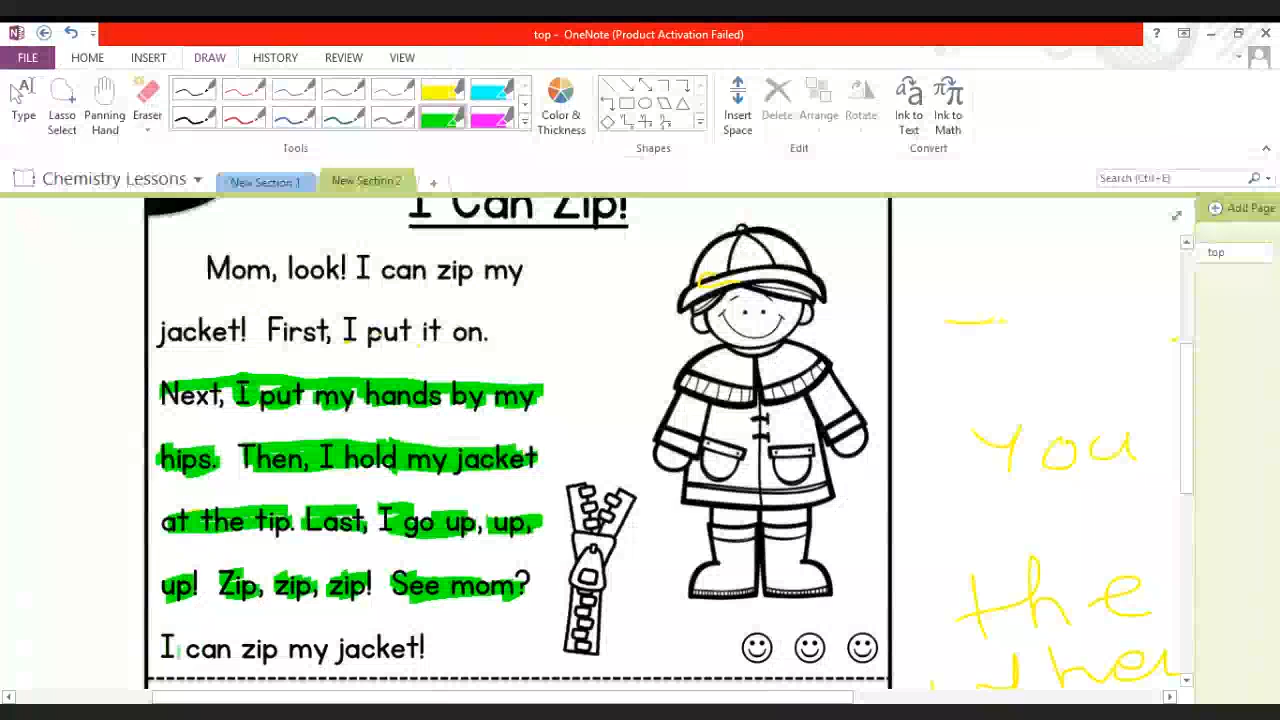 top - OneNote (Product Activation Failed)
FILE HOME INSERT DRAW HISTORY REVIEW VIEW
Type Lasso Select Panning Hand Eraser Color & Thickness Insert Space Delete Arrange Rotate Ink to Text Ink to Math
Tools Shapes Edit Convert
Chemistry Lessons New Section 1 New Section 2 Search (Ctrl+E)
Add Page
top
I Can Zip!
Mom, look! I can zip my
jacket! First, I put it on.
Next, I put my hands by my
hips. Then, I hold my jacket
at the tip. Last, I go up, up,
up! Zip, zip, zip! See mom?
I can zip my jacket!
You
the